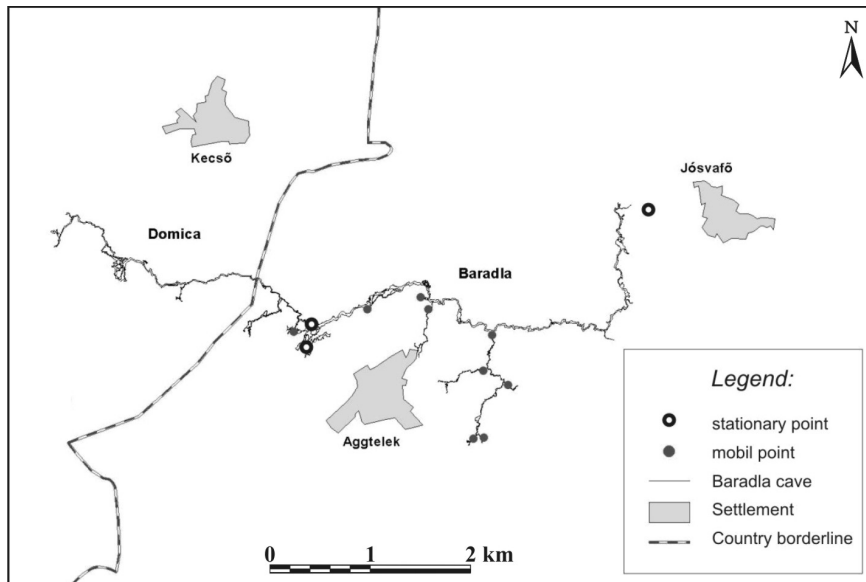 N
Kecső
Jósvafő
Domica
Baradla
Aggtelek
Legend:
stationary point
mobil point
Baradla cave
Settlement
Country borderline
0 1 2 km